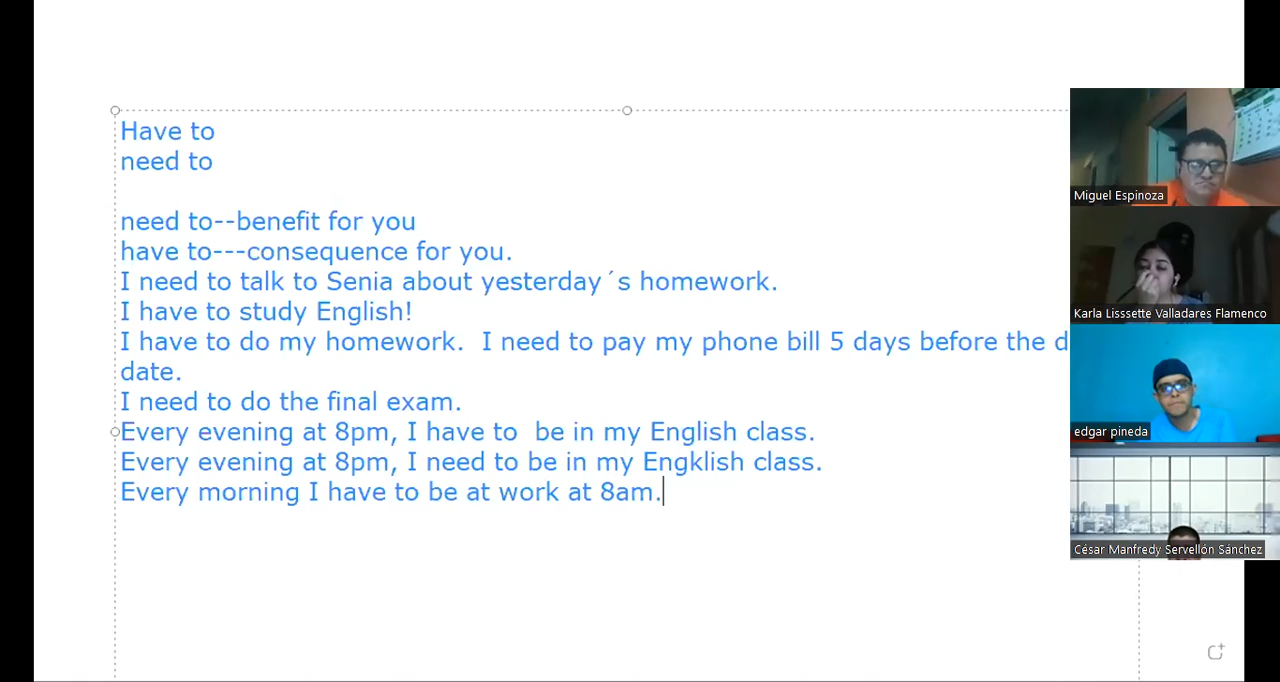 Have to
need to
need to--benefit for you
have to---consequence for you.
I need to talk to Senia about yesterday´s homework.
I have to study English!
I have to do my homework.  I need to pay my phone bill 5 days before the
date.
I need to do the final exam.
Every evening at 8pm, I have to  be in my English class.
Every evening at 8pm, I need to be in my Engklish class.
Every morning I have to be at work at 8am.
Miguel Espinoza
Karla Lisssette Valladares Flamenco
edgar pineda
César Manfredy Servellón Sánchez